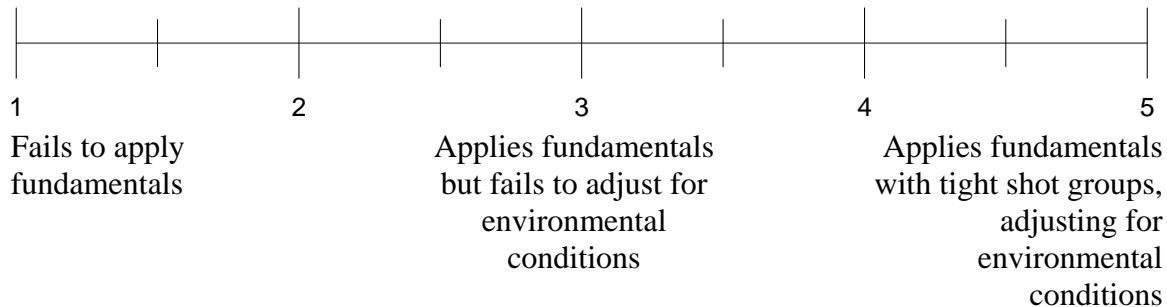 1 2 3 4 5
Fails to apply
fundamentals
Applies fundamentals
but fails to adjust for
environmental
conditions
Applies fundamentals
with tight shot groups,
adjusting for
environmental
conditions